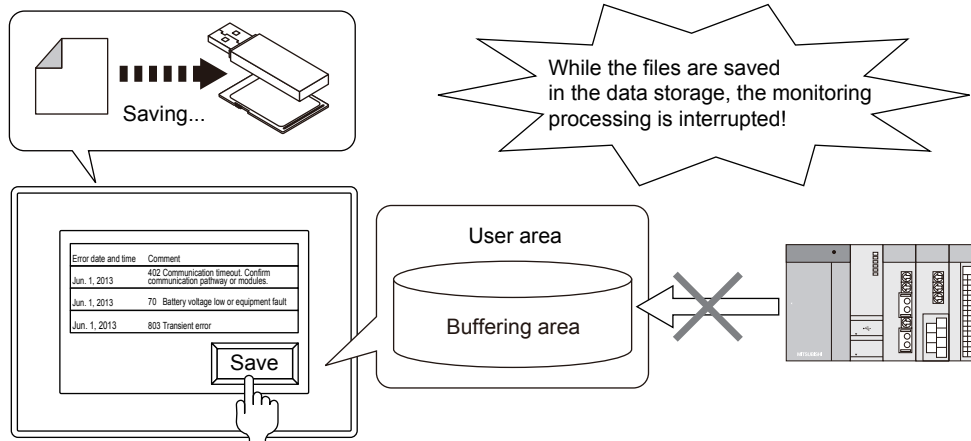 Saving...
While the files are saved
in the data storage, the monitoring
processing is interrupted!
Error date and time Comment
Jun. 1, 2013 402 Communication timeout. Confirm
communication pathway or modules.
Jun. 1, 2013 70 Battery voltage low or equipment fault
Jun. 1, 2013 803 Transient error
Save
User area
Buffering area
MITSUBISHI